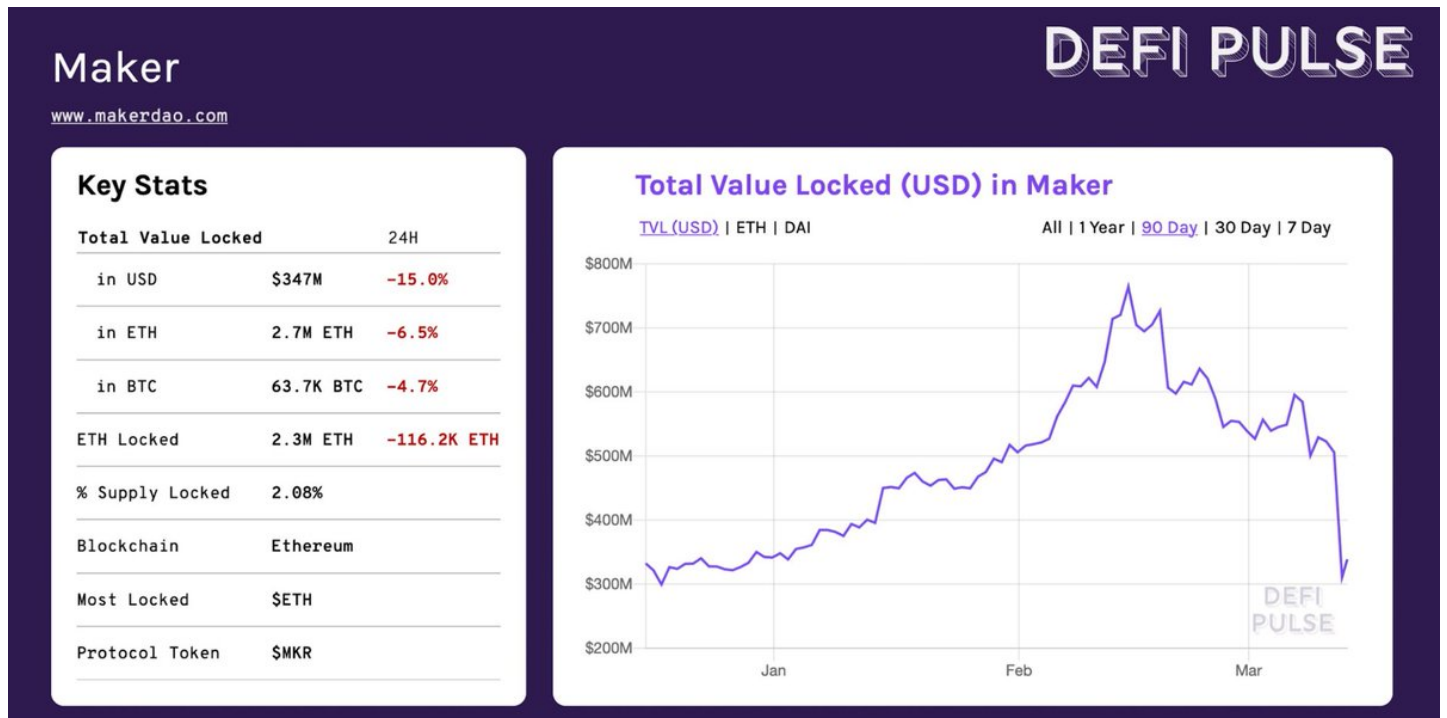 Maker
DEFI PULSE
www.makerdao.com
Key Stats
Total Value Locked 24H
in USD $347M -15.0%
in ETH 2.7M ETH -6.5%
in BTC 63.7K BTC -4.7%
ETH Locked 2.3M ETH -116.2K ETH
% Supply Locked 2.08%
Blockchain Ethereum
Most Locked $ETH
Protocol Token $MKR
Total Value Locked (USD) in Maker
TVL (USD) | ETH | DAI All | 1 Year | 90 Day | 30 Day | 7 Day
$800M
$700M
$600M
$500M
$400M
$300M
$200M
DEFI
PULSE
Jan Feb Mar